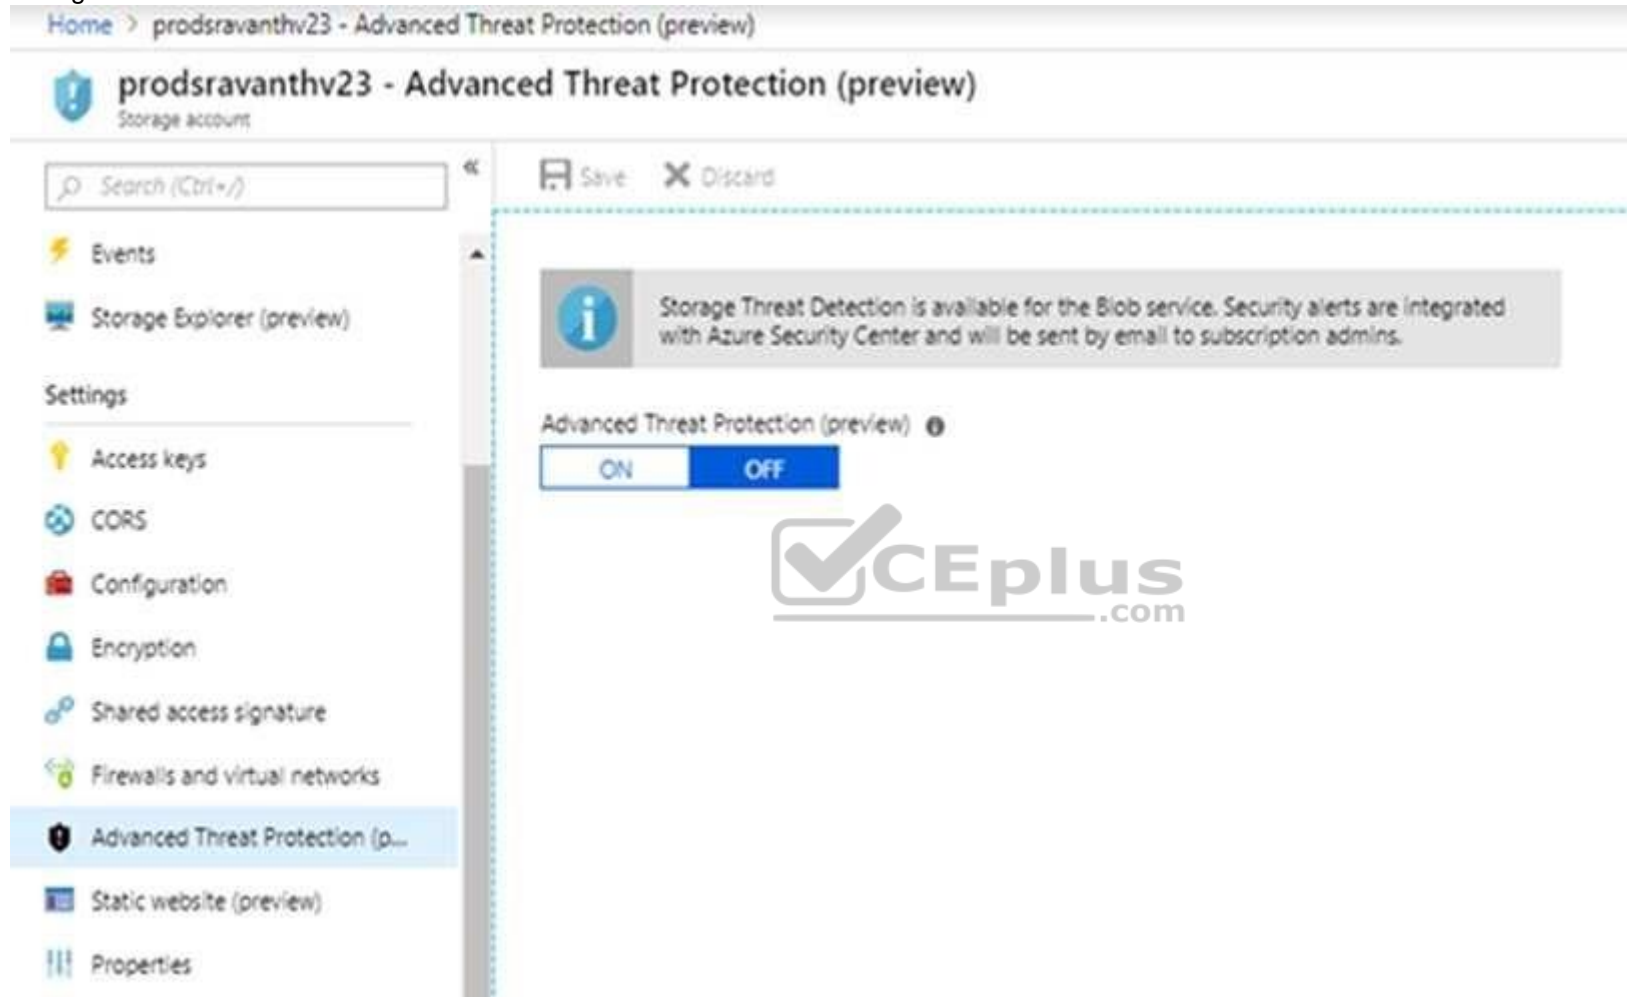 Home > prodsravanthv23 - Advanced Threat Protection (preview)
prodsravanthv23 - Advanced Threat Protection (preview)
Storage account
Search (Ctrl+/)
«
Save
Discard
Events
Storage Explorer (preview)
Settings
Access keys
CORS
Configuration
Encryption
Shared access signature
Firewalls and virtual networks
Advanced Threat Protection (p...
Static website (preview)
Properties
Storage Threat Detection is available for the Blob service. Security alerts are integrated
with Azure Security Center and will be sent by email to subscription admins.
Advanced Threat Protection (preview)
ON OFF
VCEplus
.com